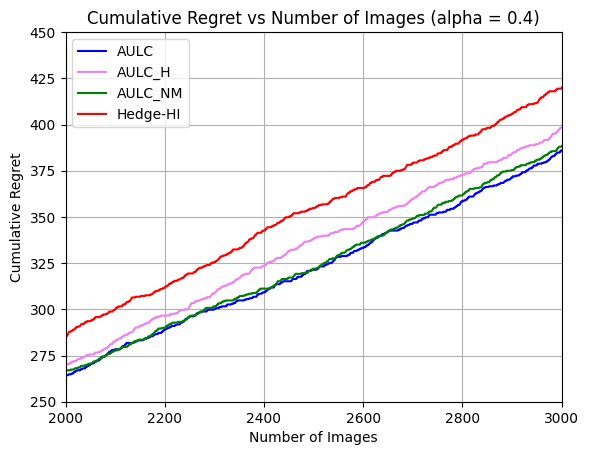 Cumulative Regret vs Number of Images (alpha = 0.4)
AULC
AULC_H
AULC_NM
Hedge-HI
Cumulative Regret
450
425
400
375
350
325
300
275
250
2000 2200 2400 2600 2800 3000
Number of Images